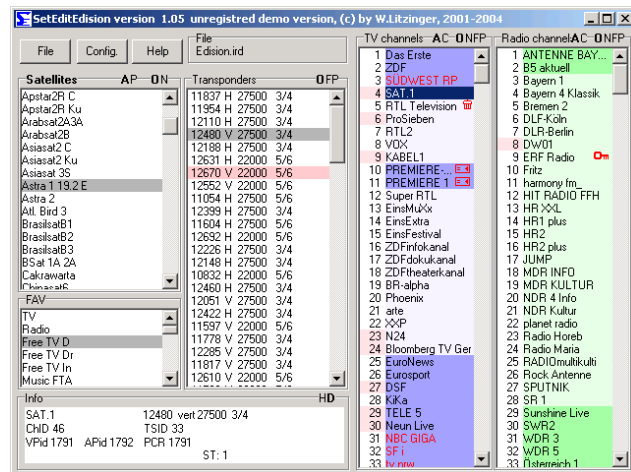 SetEditEdision version 1.05 unregistred demo version, (c) by W.Litzinger, 2001-2004
File Config. Help
File
Edision.ird
Satellites AP ON
Apstar2R C
Apstar2R Ku
Arabsat2A3A
Arabsat2B
Asiasat2 C
Asiasat2 Ku
Asiasat 3S
Astra 1 19.2 E
Astra 2
Atl. Bird 3
BrasilsatB1
BrasilsatB2
BrasilsatB3
BSat 1A 2A
Cakrawarta
Chinasat6
FAV
TV
Radio
Free TV D
Free TV Dr
Free TV In
Music FTA
Transponders OFP
11837 H 27500 3/4
11954 H 27500 3/4
12110 H 27500 3/4
12480 V 27500 3/4
12188 H 27500 3/4
12631 H 22000 5/6
12670 V 22000 5/6
12552 V 22000 5/6
11054 H 27500 5/6
12399 H 27500 3/4
11604 H 27500 5/6
12692 H 22000 5/6
12226 H 27500 3/4
12148 H 27500 3/4
10832 H 22000 5/6
12460 H 27500 3/4
12051 V 27500 3/4
12422 H 27500 3/4
11597 V 22000 5/6
11778 V 27500 3/4
12285 V 27500 3/4
11817 V 27500 3/4
12610 V 22000 5/6
Info HD
SAT.1 12480 vert 27500 3/4
ChID 46 TSID 33
VPid 1791 APid 1792 PCR 1791
ST: 1
TV channels AC ONFP
1 Das Erste
2 ZDF
3 SÜDWEST RP
4 SAT.1
5 RTL Television
6 ProSieben
7 RTL2
8 VOX
9 KABEL1
10 PREMIERE-...
11 PREMIERE 1
12 Super RTL
13 EinsMuXx
14 EinsExtra
15 EinsFestival
16 ZDFinfokanal
17 ZDFdokukanal
18 ZDFtheaterkanal
19 BR-alpha
20 Phoenix
21 arte
22 XXP
23 N24
24 Bloomberg TV Ger
25 EuroNews
26 Eurosport
27 DSF
28 KiKa
29 TELE 5
30 Neun Live
31 NBC GIGA
32 SF i
33 tv.nrw
Radio channelAC ONFP
1 ANTENNE BAY...
2 B5 aktuell
3 Bayern 1
4 Bayern 4 Klassik
5 Bremen 2
6 DLF-Köln
7 DLR-Berlin
8 DW01
9 ERF Radio
10 Fritz
11 harmony fm_
12 HIT RADIO FFH
13 HR XXL
14 HR1 plus
15 HR2
16 HR2 plus
17 JUMP
18 MDR INFO
19 MDR KULTUR
20 NDR 4 Info
21 NDR Kultur
22 planet radio
23 Radio Horeb
24 Radio Maria
25 RADIOmultikulti
26 Rock Antenne
27 SPUTNIK
28 SR 1
29 Sunshine Live
30 SWR2
31 WDR 3
32 WDR 5
33 Österreich 1